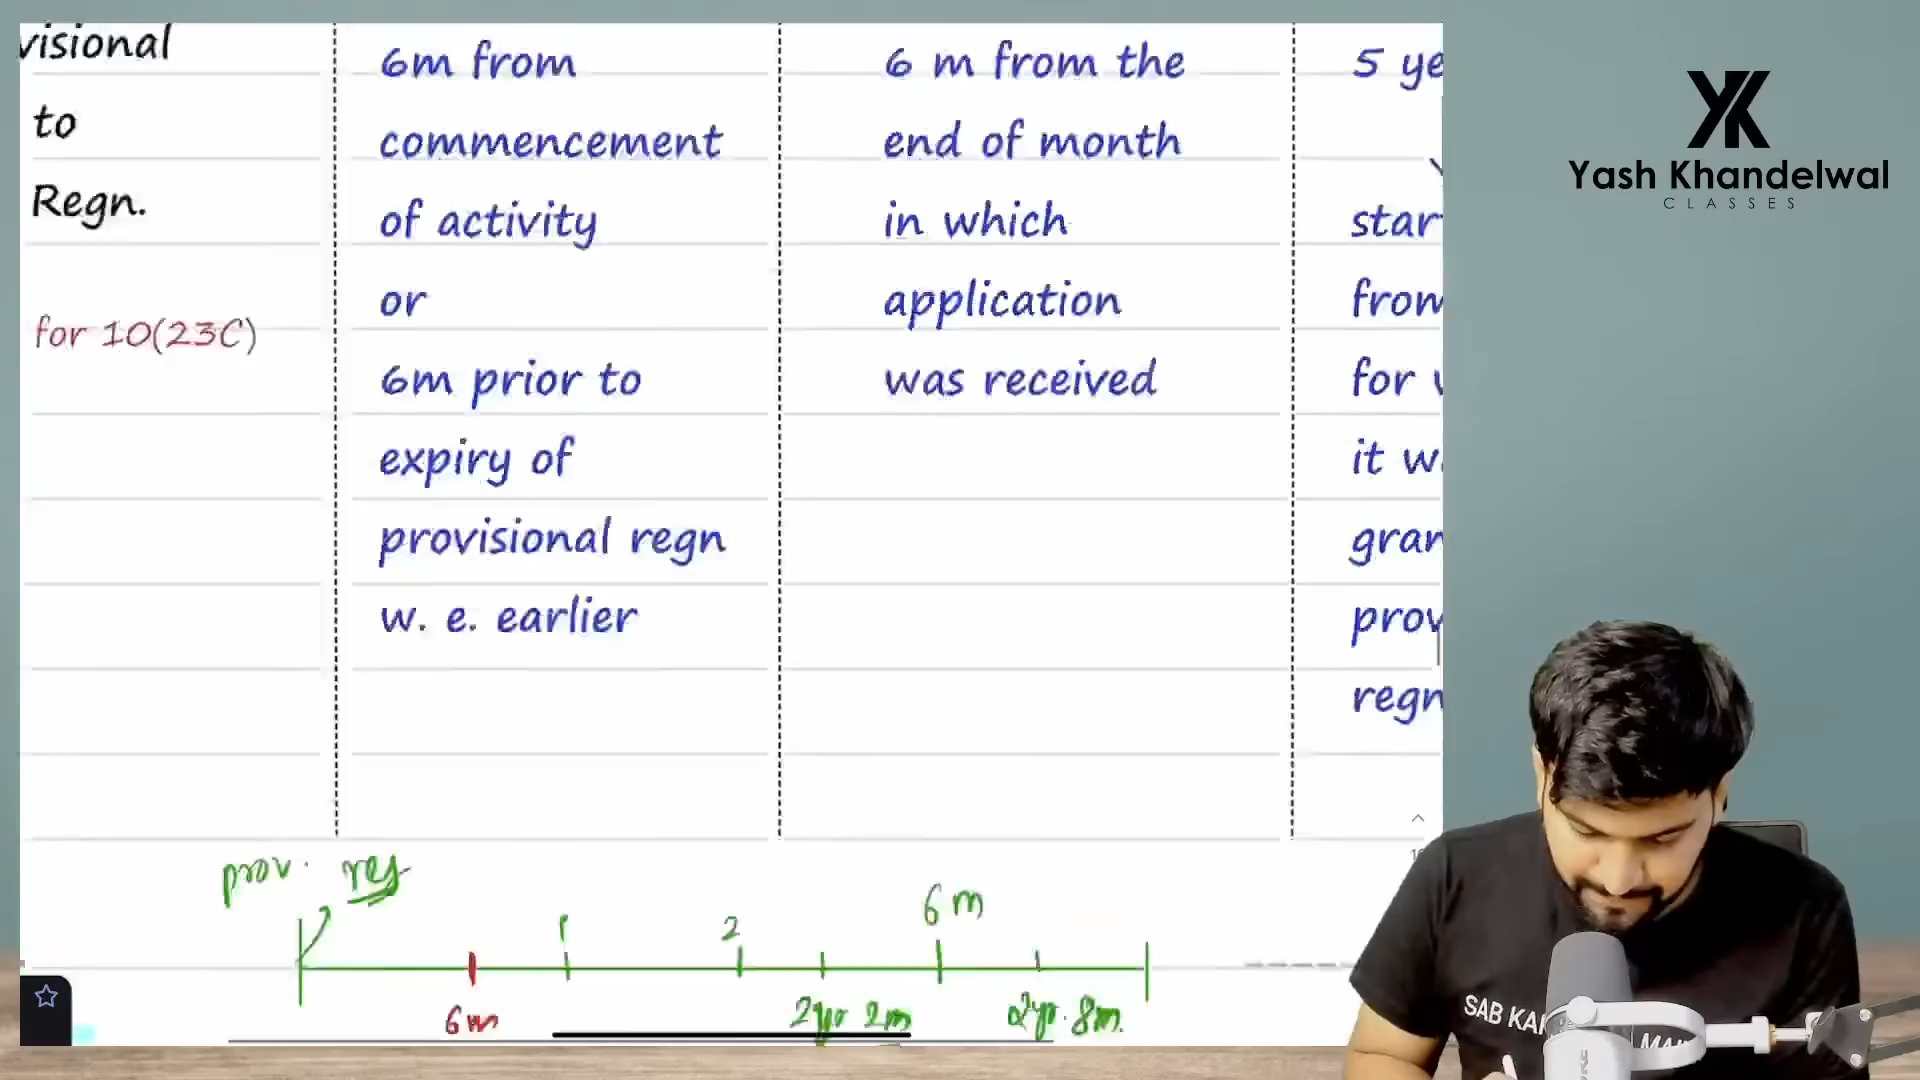 visional
to
Regn.
for 10(23C)
6m from
commencement
of activity
or
6m prior to
expiry of
provisional regn
w. e. earlier
6 m from the
end of month
in which
application
was received
5 ye
star
from
for
it w
gran
prov
regn
prov. reg
1
2
6 m
6m
2yr 2m
2yr. 8m.
YK
Yash Khandelwal
CLASSES
SAB KA
MA